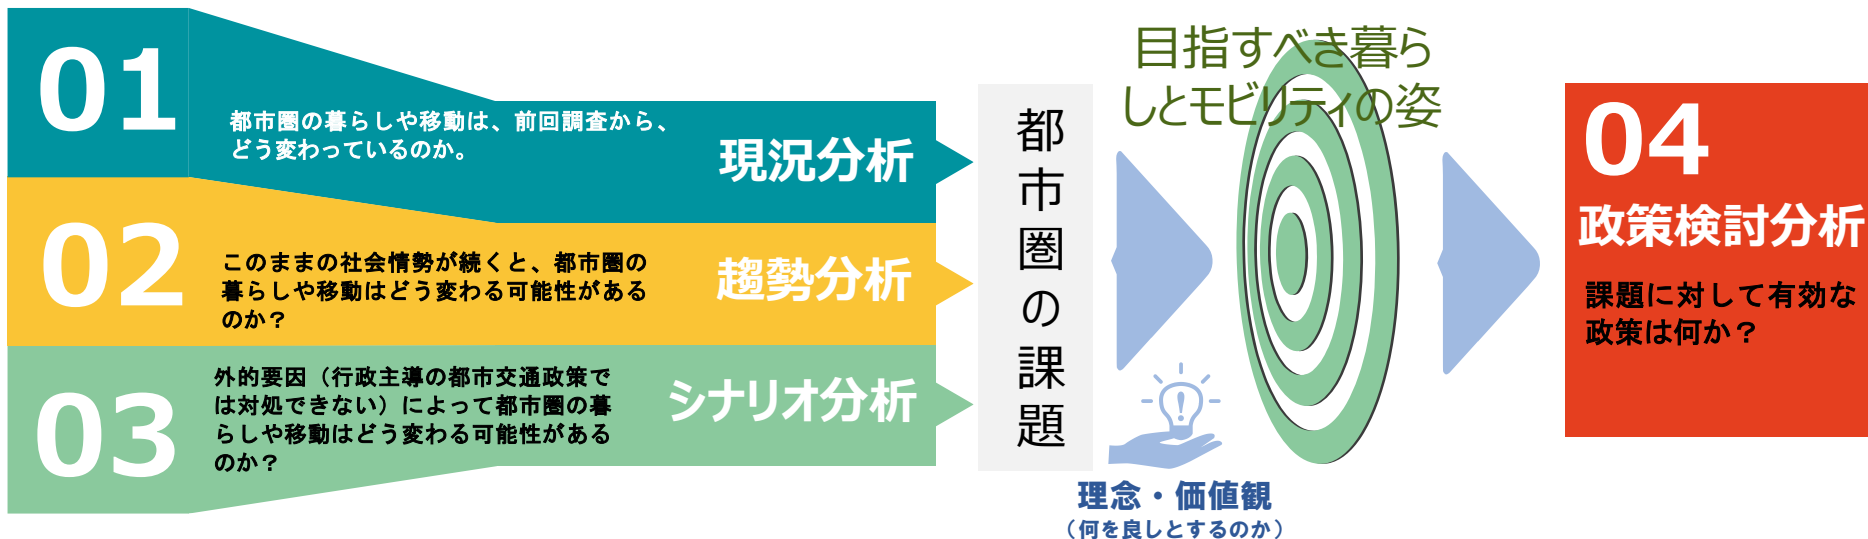 01
都市圏の暮らしや移動は、前回調査から、
どう変わっているのか。
現況分析
02
このままの社会情勢が続くと、都市圏の
暮らしや移動はどう変わる可能性がある
のか？
趨勢分析
03
外的要因（行政主導の都市交通政策で
は対処できない）によって都市圏の暮
らしや移動はどう変わる可能性がある
のか？
シナリオ分析
都市圏の課題
目指すべき暮ら
しとモビリティの姿
理念・価値観
（何を良しとするのか）
04
政策検討分析
課題に対して有効な
政策は何か？